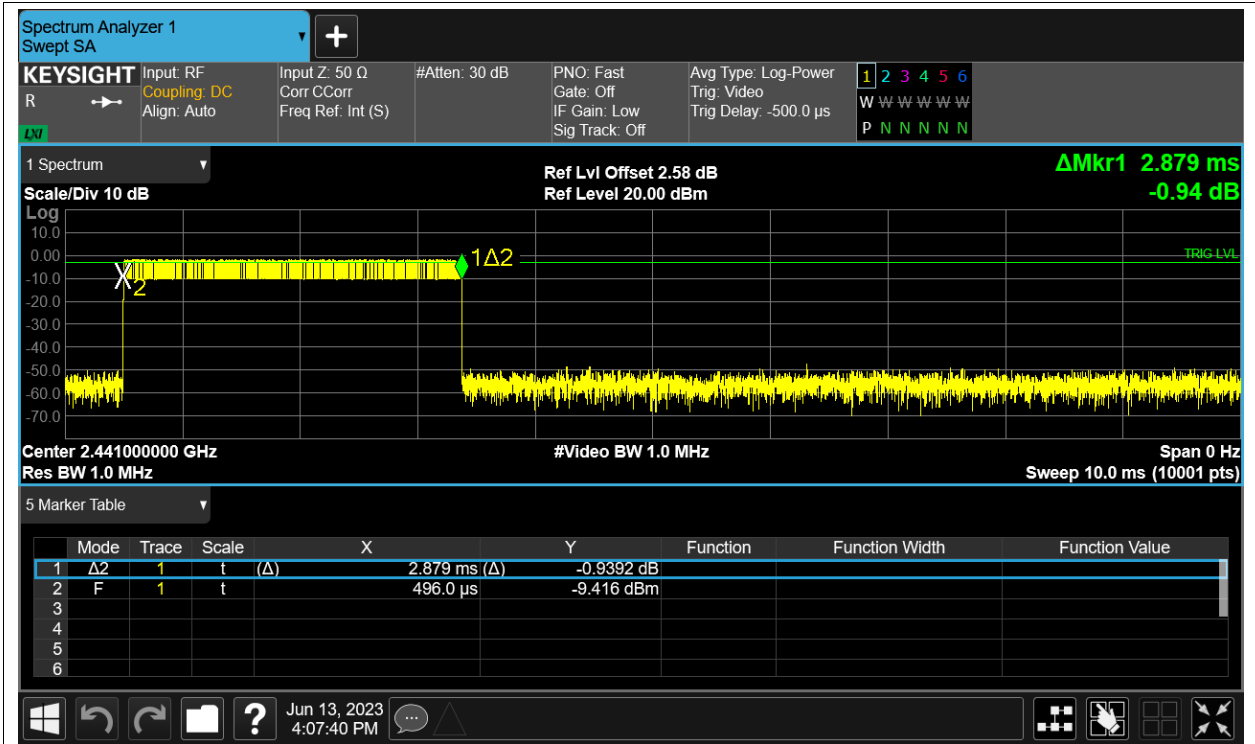 Spectrum Analyzer 1
Swept SA
+
KEYSIGHT Input: RF Input Z: 50 Ω #Atten: 30 dB PNO: Fast Avg Type: Log-Power 1 2 3 4 5 6
R Coupling: DC Corr CCorr Gate: Off Trig: Video W W W W W W
Align: Auto Freq Ref: Int (S) IF Gain: Low Trig Delay: -500.0 µs
LXI Sig Track: Off P N N N N N
1 Spectrum Ref Lvl Offset 2.58 dB ΔMkr1 2.879 ms
Scale/Div 10 dB Ref Level 20.00 dBm -0.94 dB
Log
10.0
0.00 1Δ2 TRIG LVL
-10.0 2
-20.0
-30.0
-40.0
-50.0
-60.0
-70.0
Center 2.441000000 GHz #Video BW 1.0 MHz Span 0 Hz
Res BW 1.0 MHz Sweep 10.0 ms (10001 pts)
5 Marker Table
Mode Trace Scale X Y Function Function Width Function Value
1 Δ2 1 t (Δ) 2.879 ms (Δ) -0.9392 dB
2 F 1 t 496.0 µs -9.416 dBm
3
4
5
6
? Jun 13, 2023
4:07:40 PM